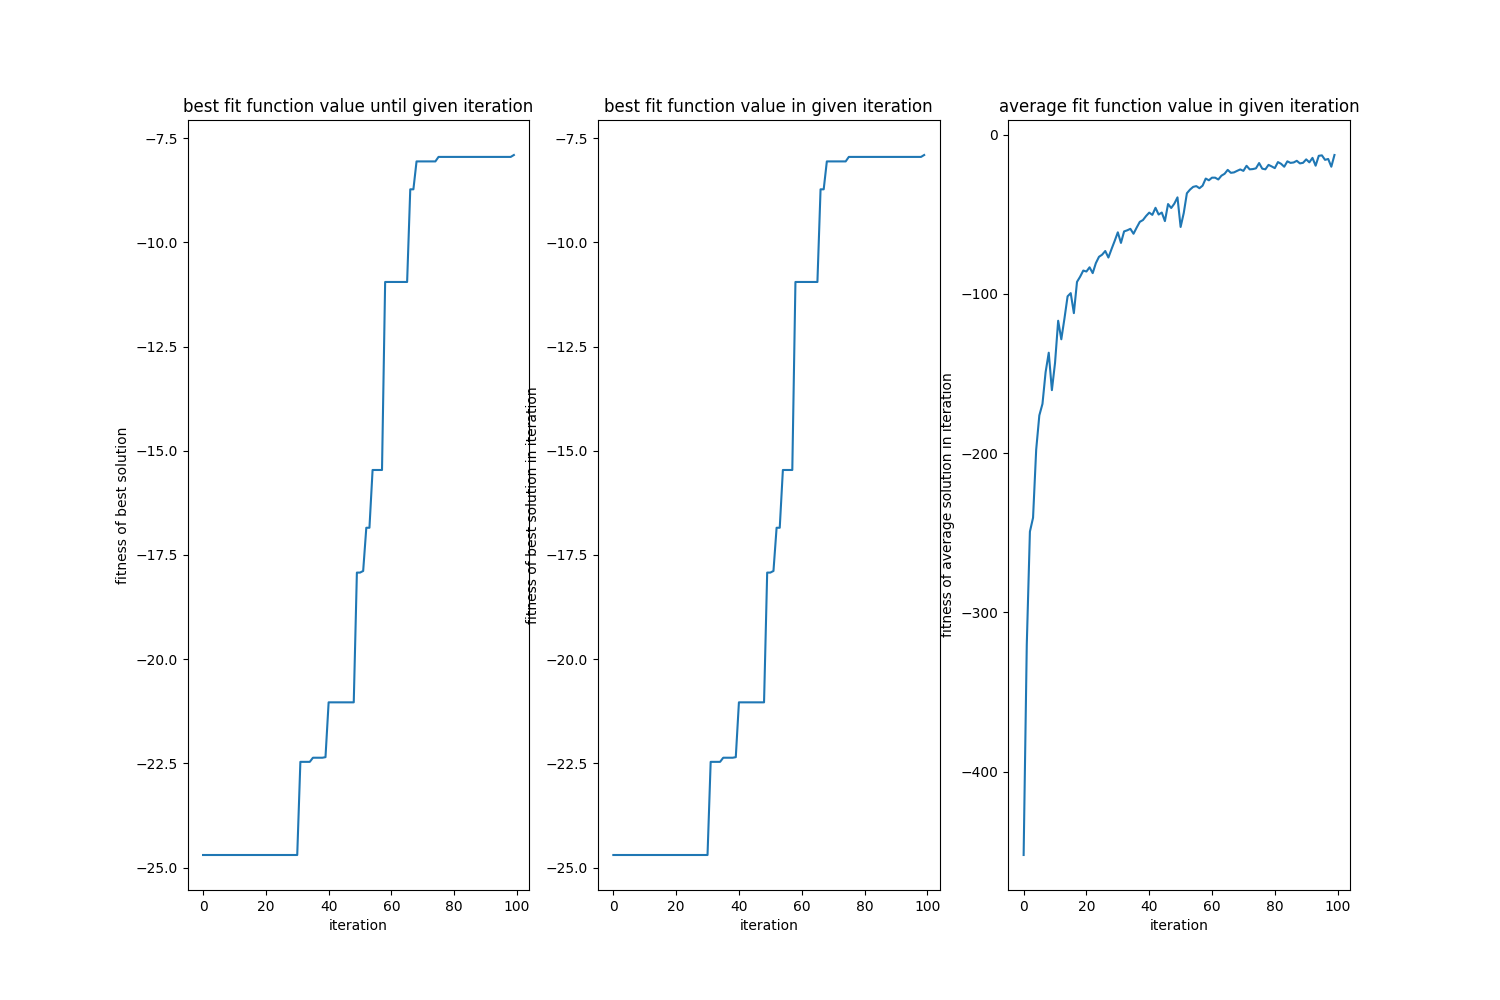 best fit function value until given iteration
−7.5
−10.0
−12.5
−15.0
−17.5
−20.0
−22.5
−25.0
fitness of best solution
0 20 40 60 80 100
iteration
best fit function value in given iteration
−7.5
−10.0
−12.5
−15.0
−17.5
−20.0
−22.5
−25.0
fitness of best solution in iteration
0 20 40 60 80 100
iteration
average fit function value in given iteration
0
−100
−200
−300
−400
fitness of average solution in iteration
0 20 40 60 80 100
iteration